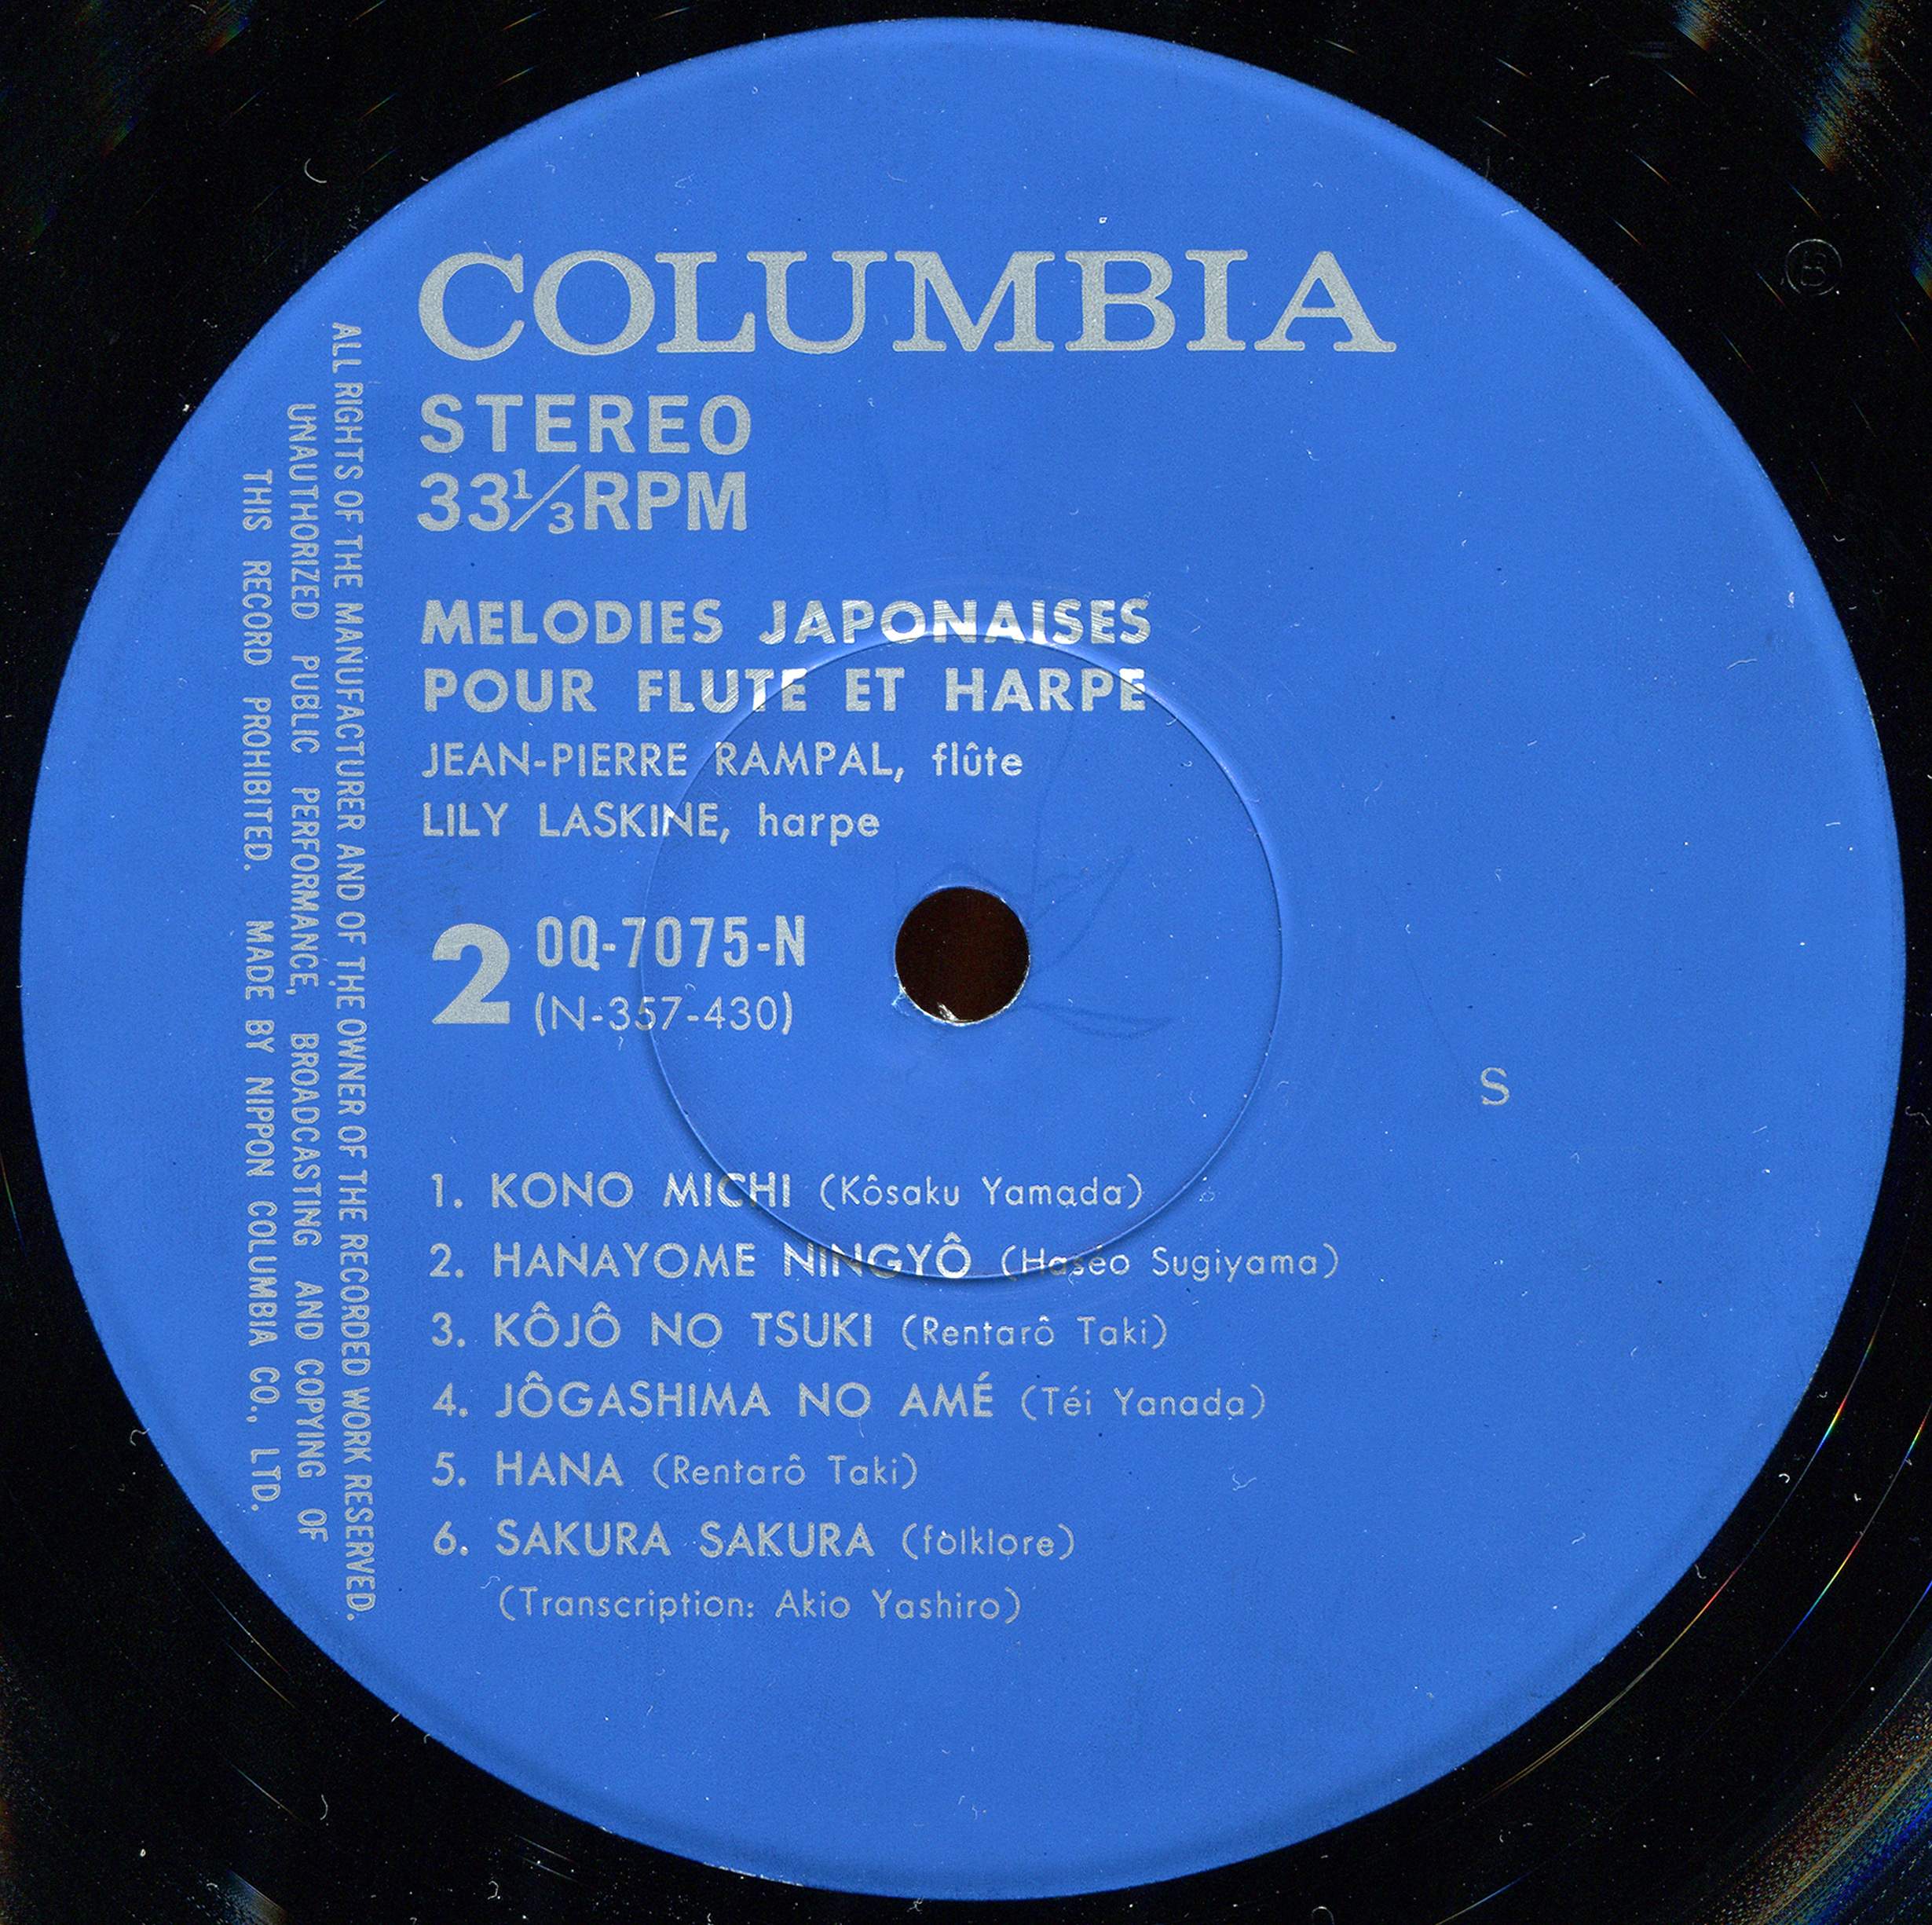 COLUMBIA
STEREO
33 1/3 RPM
MELODIES JAPONAISES
POUR FLUTE ET HARPE
JEAN-PIERRE RAMPAL, flûte
LILY LASKINE, harpe
2 OQ-7075-N
(N-357-430)
1. KONO MICHI (Kôsaku Yamada)
2. HANAYOME NINGYÔ (Haséo Sugiyama)
3. KÔJÔ NO TSUKI (Rentarô Taki)
4. JÔGASHIMA NO AMÉ (Téi Yanada)
5. HANA (Rentarô Taki)
6. SAKURA SAKURA (folklore)
(Transcription: Akio Yashiro)
ALL RIGHTS OF THE MANUFACTURER AND OF THE OWNER OF THE RECORDED WORK RESERVED.
UNAUTHORIZED PUBLIC PERFORMANCE, BROADCASTING AND COPYING OF
THIS RECORD PROHIBITED. MADE BY NIPPON COLUMBIA CO., LTD.
S
B